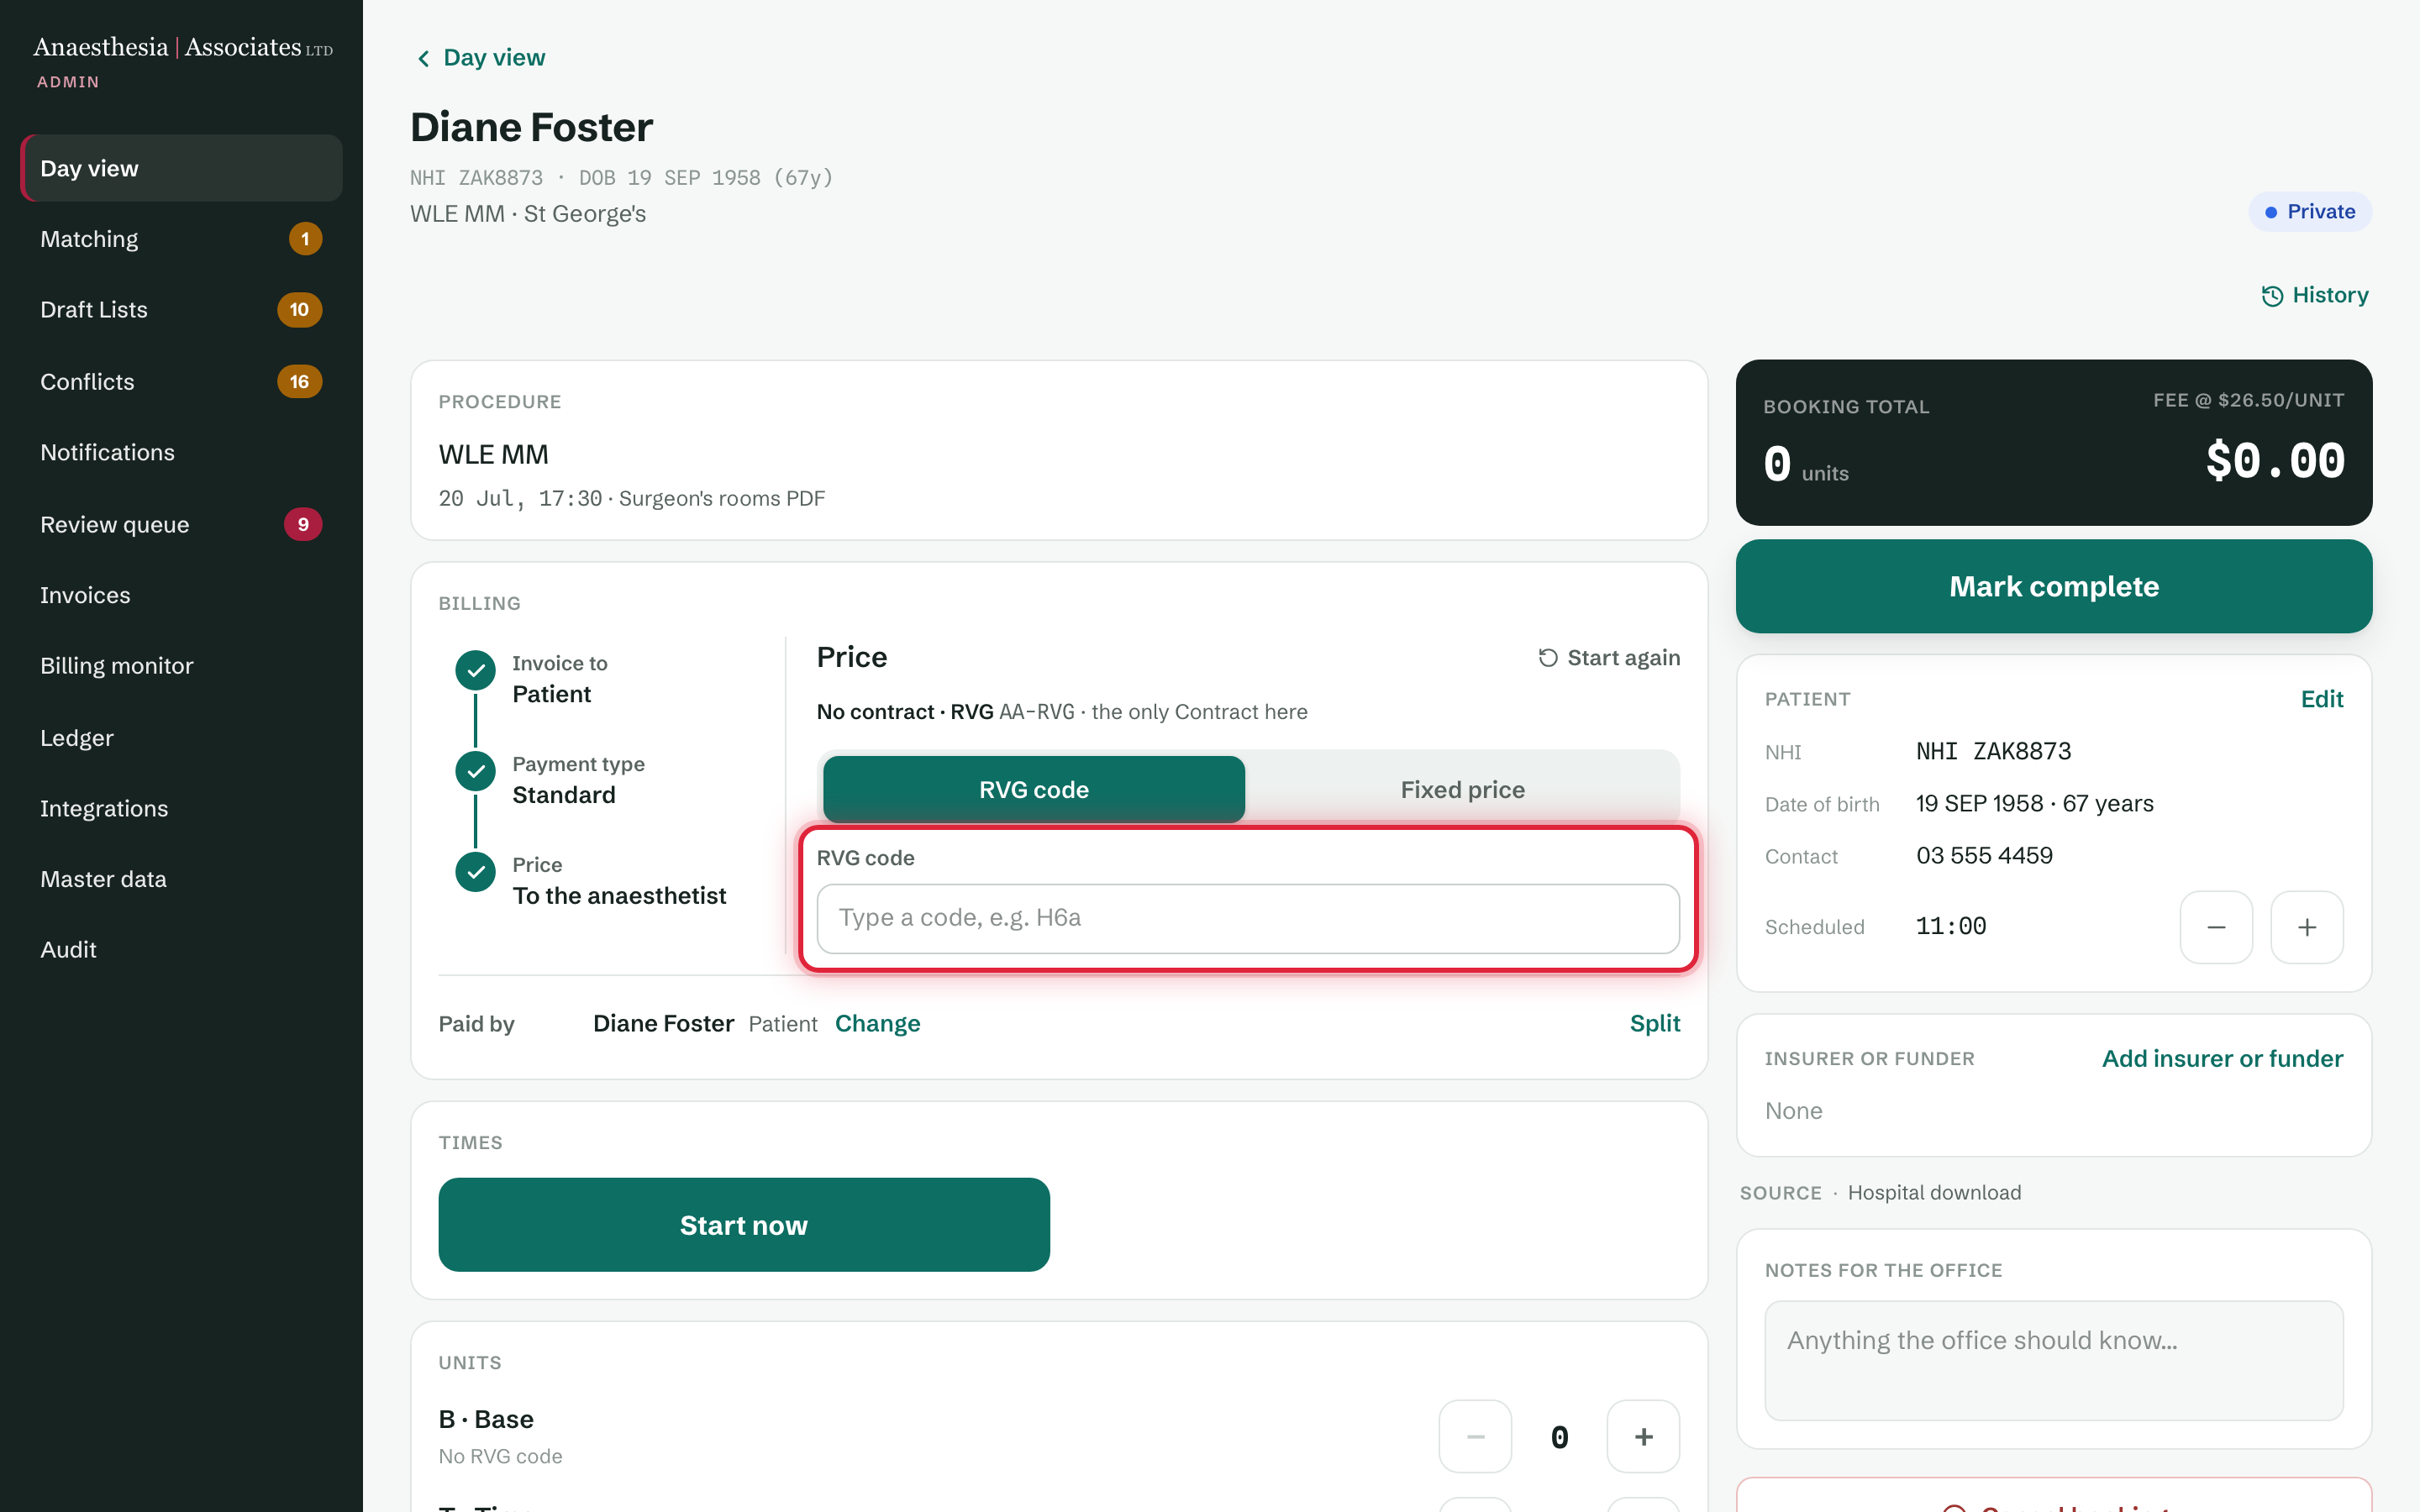 Anaesthesia | Associates LTD
ADMIN
Day view
Matching 1
Draft Lists 10
Conflicts 16
Notifications
Review queue 9
Invoices
Billing monitor
Ledger
Integrations
Master data
Audit
Day view
Diane Foster
NHI ZAK8873 · DOB 19 SEP 1958 (67y)
WLE MM · St George's
Private
History
PROCEDURE
WLE MM
20 Jul, 17:30 · Surgeon's rooms PDF
BILLING
Invoice to
Patient
Payment type
Standard
Price
To the anaesthetist
Price
Start again
No contract · RVG AA-RVG · the only Contract here
RVG code
Fixed price
RVG code
Type a code, e.g. H6a
Paid by Diane Foster Patient Change Split
TIMES
Start now
UNITS
B · Base
No RVG code
0
BOOKING TOTAL
FEE @ $26.50/UNIT
0 units
$0.00
Mark complete
PATIENT
Edit
NHI NHI ZAK8873
Date of birth 19 SEP 1958 · 67 years
Contact 03 555 4459
Scheduled 11:00
INSURER OR FUNDER
Add insurer or funder
None
SOURCE · Hospital download
NOTES FOR THE OFFICE
Anything the office should know...